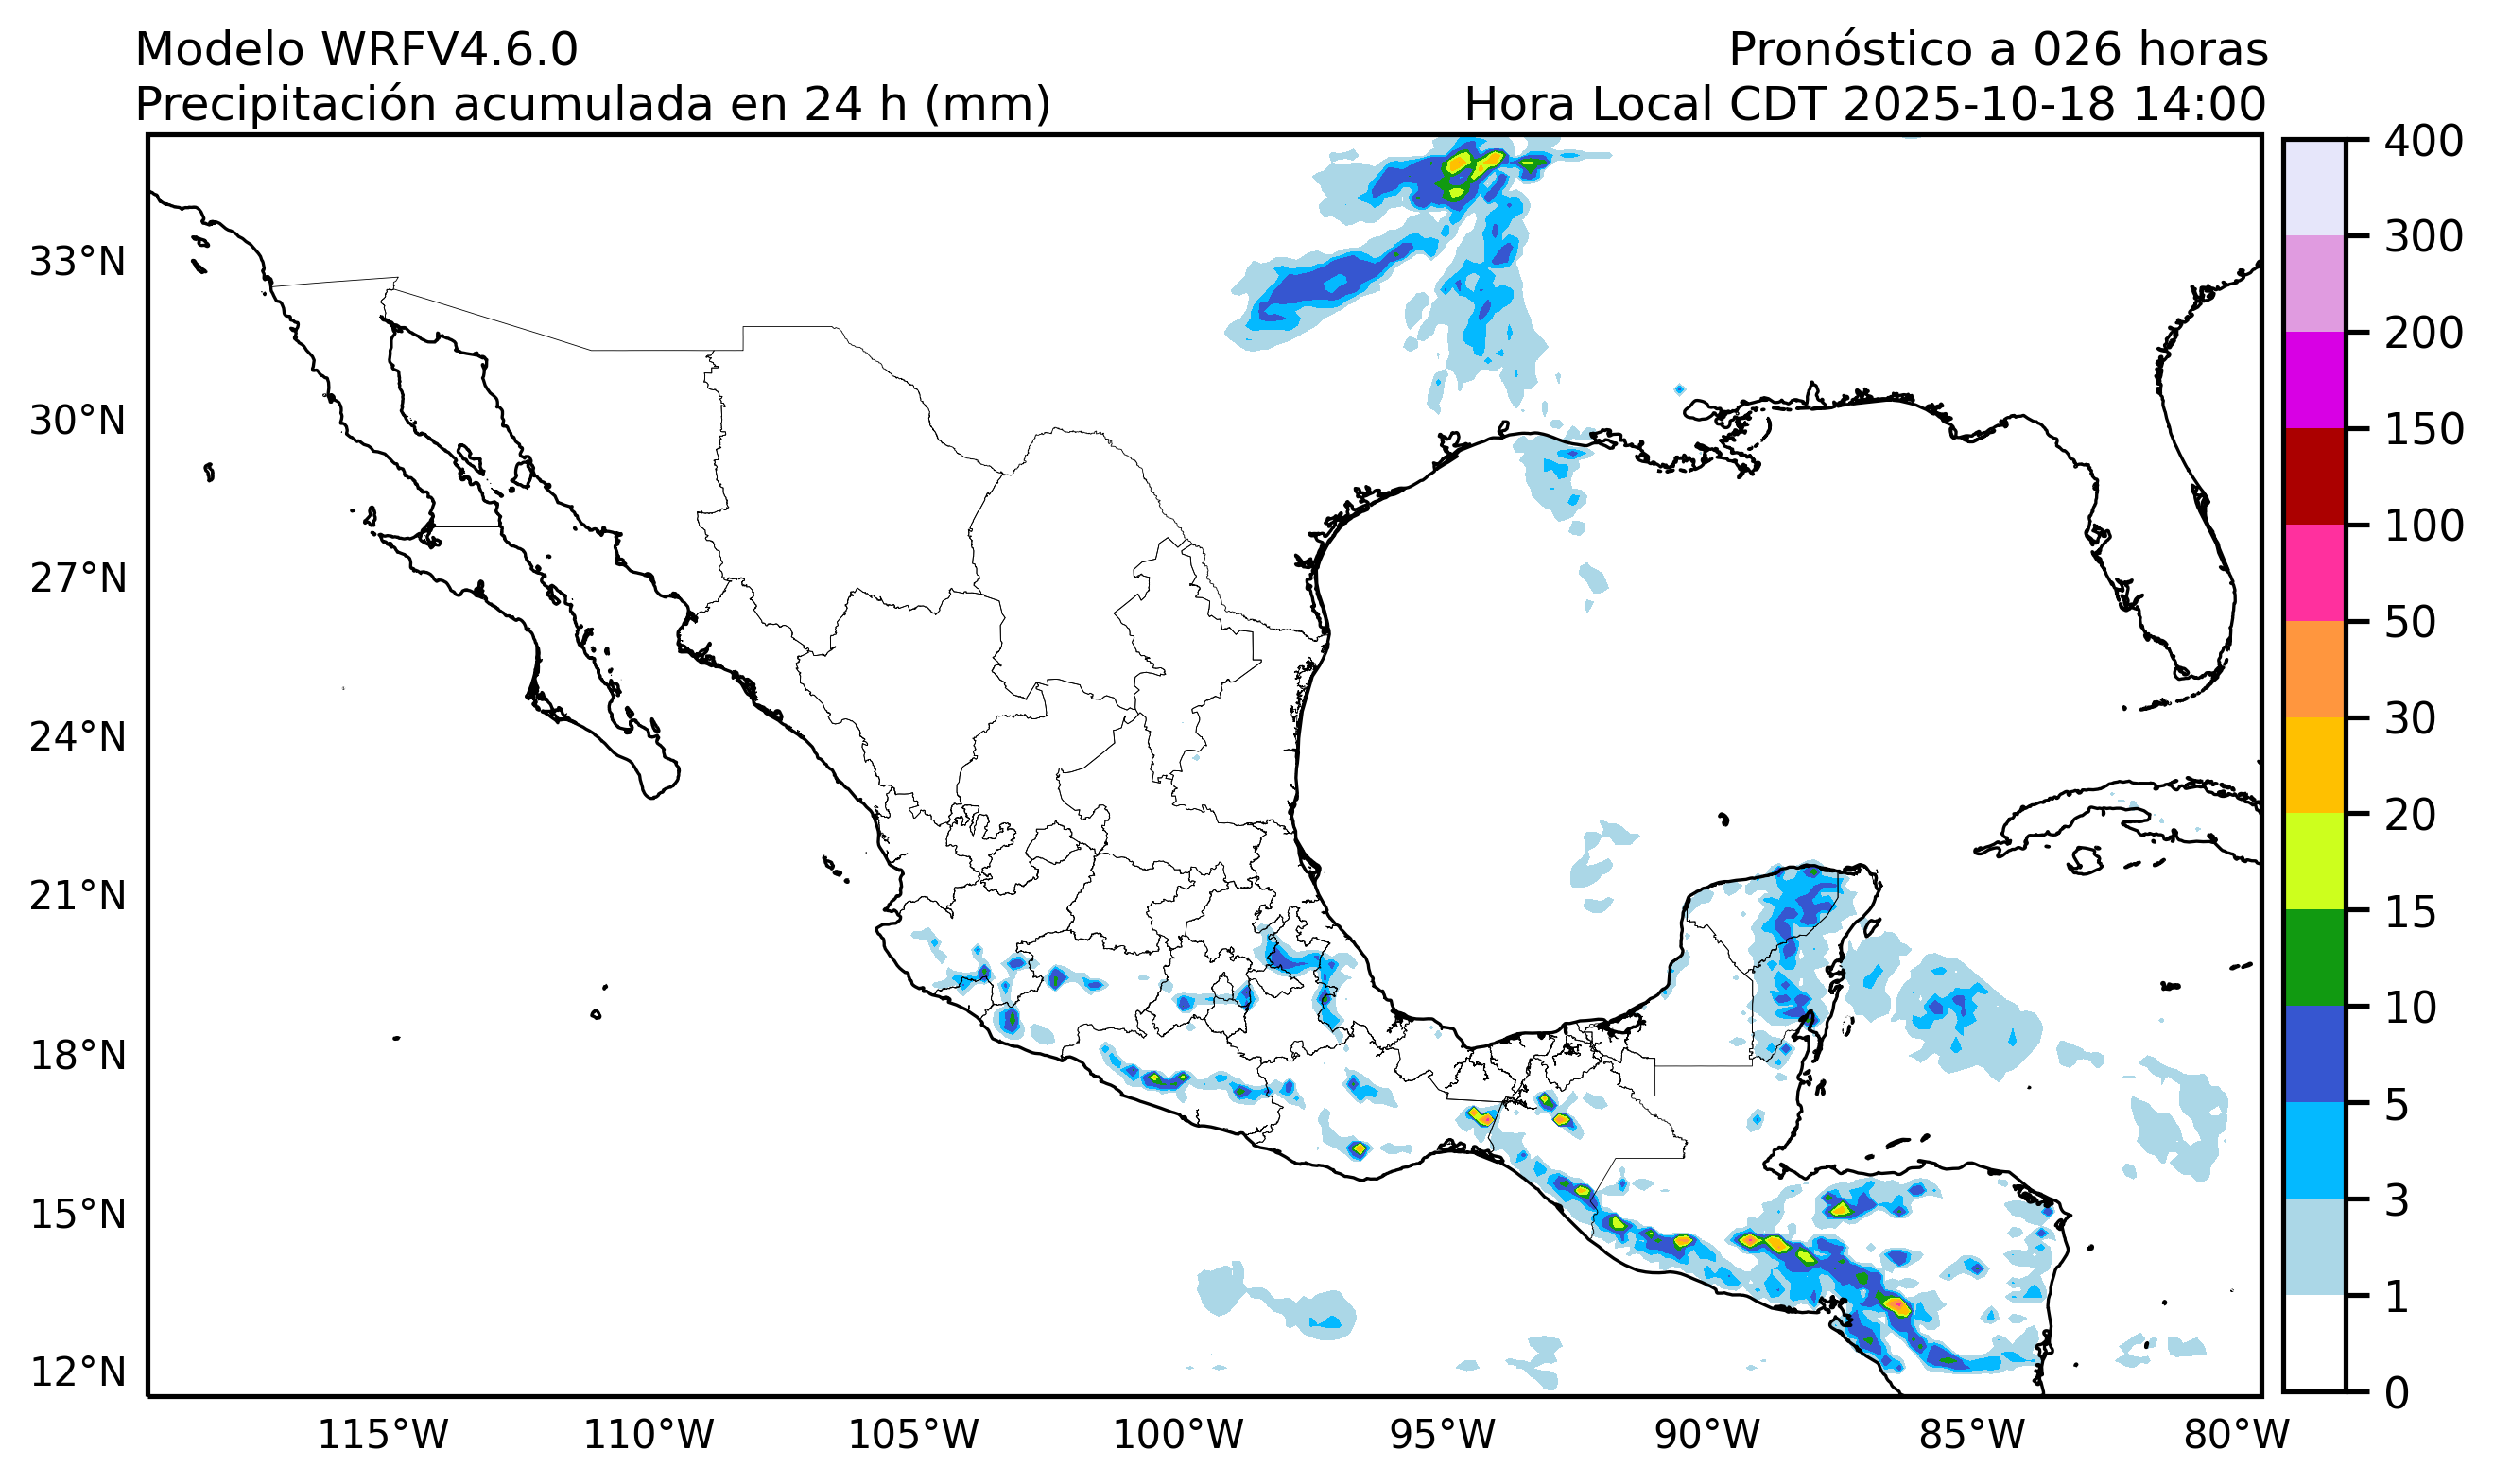 Modelo WRFV4.6.0
Pronóstico a 026 horas
Precipitación acumulada en 24 h (mm)
Hora Local CDT 2025-10-18 14:00
33°N
30°N
27°N
24°N
21°N
18°N
15°N
12°N
115°W
110°W
105°W
100°W
95°W
90°W
85°W
80°W
400
300
200
150
100
50
30
20
15
10
5
3
1
0